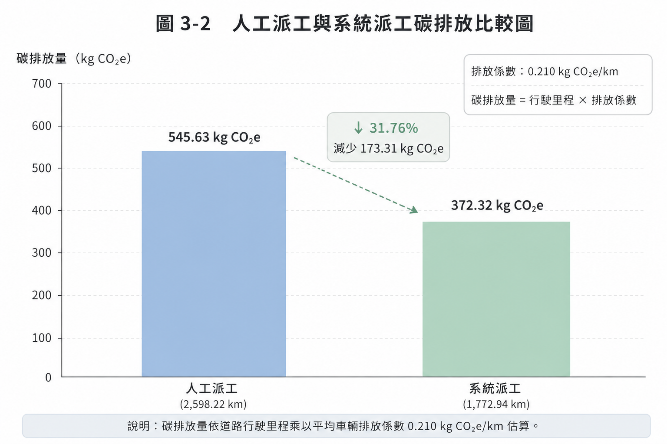 圖 3-2 人工派工與系統派工碳排放比較圖
碳排放量（kg CO₂e）
排放係數：0.210 kg CO₂e/km
碳排放量 = 行駛里程 × 排放係數
700
600
500
400
300
200
100
0
545.63 kg CO₂e
↓ 31.76%
減少 173.31 kg CO₂e
372.32 kg CO₂e
人工派工
(2,598.22 km)
系統派工
(1,772.94 km)
說明：碳排放量依道路行駛里程乘以平均車輛排放係數 0.210 kg CO₂e/km 估算。